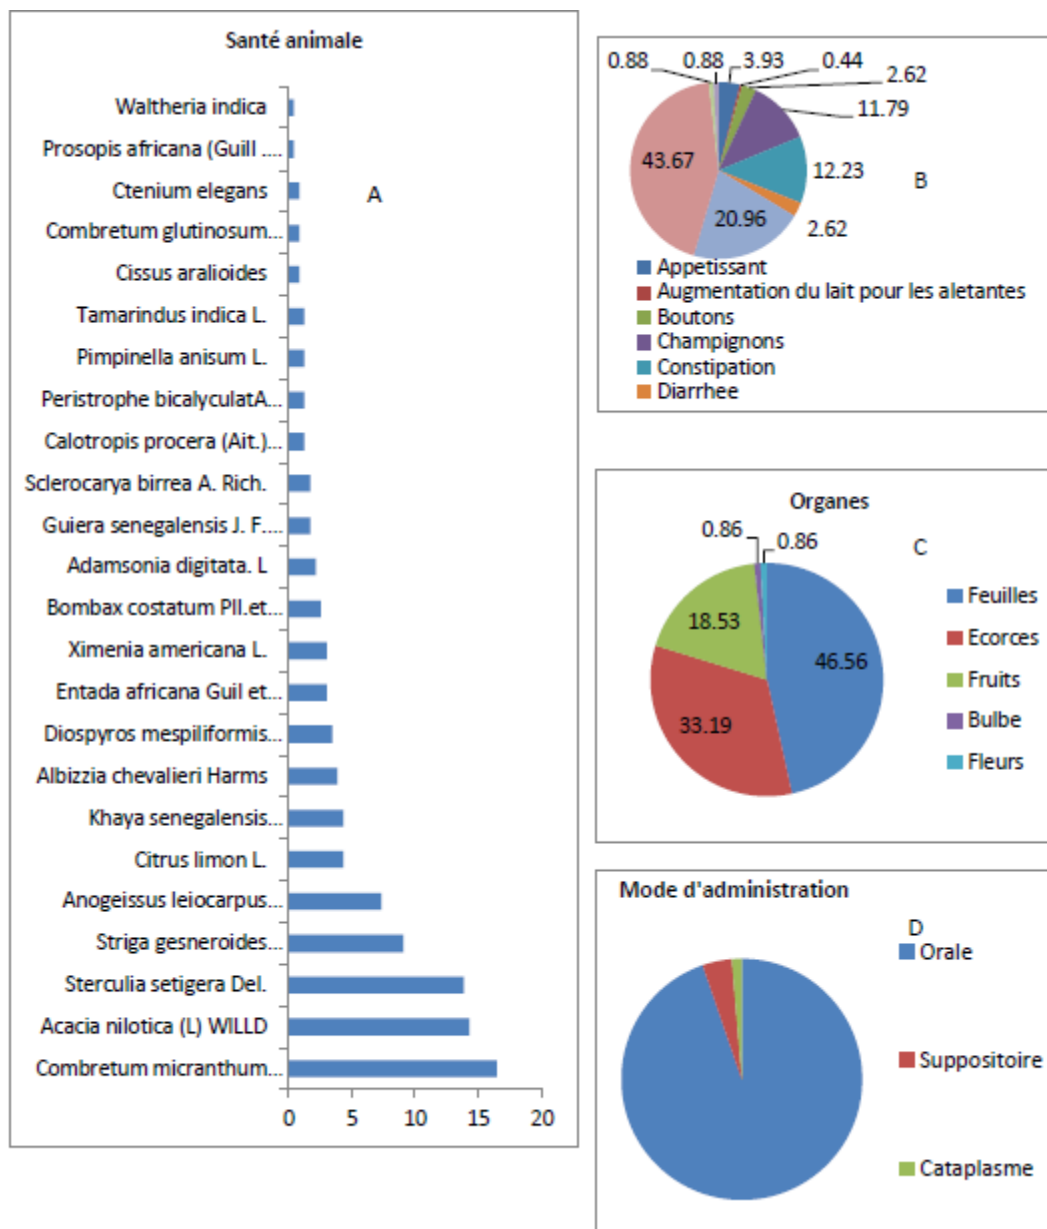 Santé animale
Waltheria indica
Prosopis africana (Guill ....
Ctenium elegans
A
Combretum glutinosum...
Cissus aralioides
Tamarindus indica L.
Pimpinella anisum L.
Peristrophe bicalyculatA...
Calotropis procera (Ait.)...
Sclerocarya birrea A. Rich.
Guiera senegalensis J. F....
Adamsonia digitata. L
Bombax costatum Pll.et...
Ximenia americana L.
Entada africana Guil et...
Diospyros mespiliformis...
Albizzia chevalieri Harms
Khaya senegalensis...
Citrus limon L.
Anogeissus leiocarpus...
Striga gesneroides...
Sterculia setigera Del.
Acacia nilotica (L) WILLD
Combretum micranthum...
0 5 10 15 20
0.88 0.88 3.93 0.44
2.62
11.79
43.67
12.23
B
20.96
2.62
Appetissant
Augmentation du lait pour les aletantes
Boutons
Champignons
Constipation
Diarrhee
Organes
0.86 0.86
C
18.53
46.56
33.19
Feuilles
Ecorces
Fruits
Bulbe
Fleurs
Mode d'administration
D
Orale
Suppositoire
Cataplasme